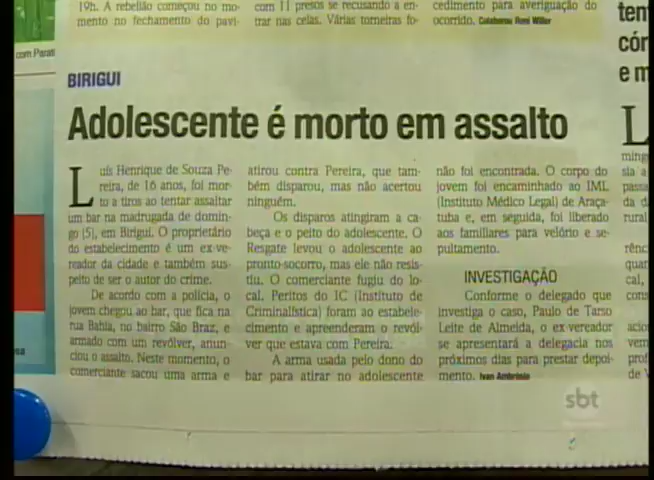 19h. A rebelião começou no mo-
mento no fechamento do pavi-
com 11 presos se recusando a en-
trar nas celas. Várias torneiras fo-
cedimento para averiguação do
ocorrido. Colaborou Roni Willer
com Parati
BIRIGUI
Adolescente é morto em assalto
Luís Henrique de Souza Pe-
reira, de 16 anos, foi mor-
to a tiros ao tentar assaltar
um bar na madrugada de domin-
go (5), em Birigui. O proprietário
do estabelecimento é um ex-ve-
reador da cidade e também sus-
peito de ser o autor do crime.
De acordo com a polícia, o
jovem chegou ao bar, que fica na
rua Bahia, no bairro São Braz, e
armado com um revólver, anun-
ciou o assalto. Neste momento, o
comerciante sacou uma arma e
atirou contra Pereira, que tam-
bém disparou, mas não acertou
ninguém.
Os disparos atingiram a ca-
beça e o peito do adolescente. O
Resgate levou o adolescente ao
pronto-socorro, mas ele não resis-
tiu. O comerciante fugiu do lo-
cal. Peritos do IC (Instituto de
Criminalística) foram ao estabele-
cimento e apreenderam o revól-
ver que estava com Pereira.
A arma usada pelo dono do
bar para atirar no adolescente
não foi encontrada. O corpo do
jovem foi encaminhado ao IML
(Instituto Médico Legal) de Araça-
tuba e, em seguida, foi liberado
aos familiares para velório e se-
pultamento.
INVESTIGAÇÃO
Conforme o delegado que
investiga o caso, Paulo de Tarso
Leite de Almeida, o ex-vereador
se apresentará a delegacia nos
próximos dias para prestar depoi-
mento. Ivan Ambrósio
sbt